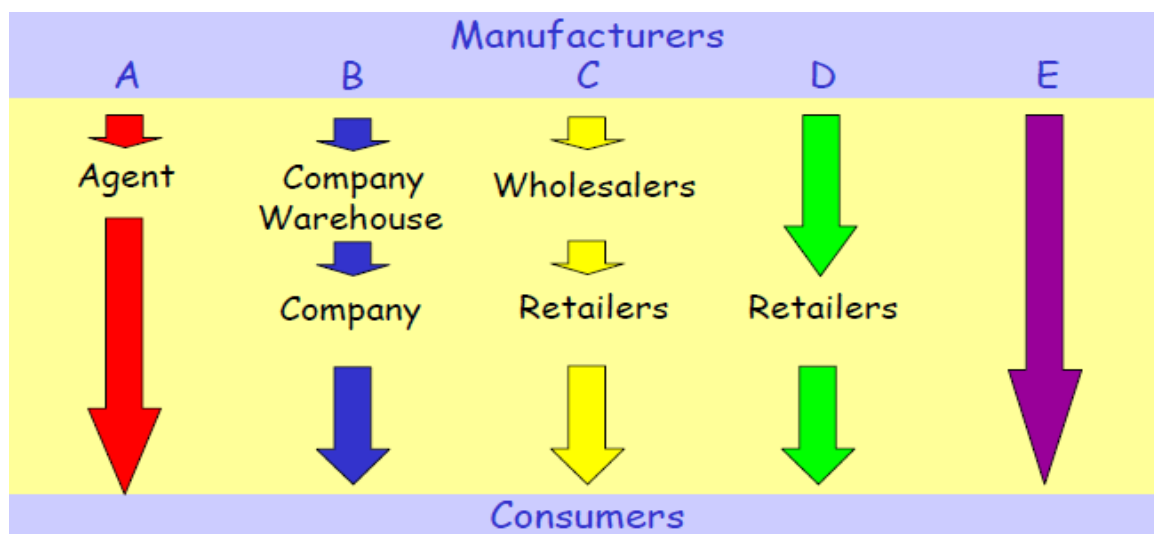 Manufacturers
A B C D E
Agent
Company
Warehouse
Wholesalers
Company
Retailers
Retailers
Consumers